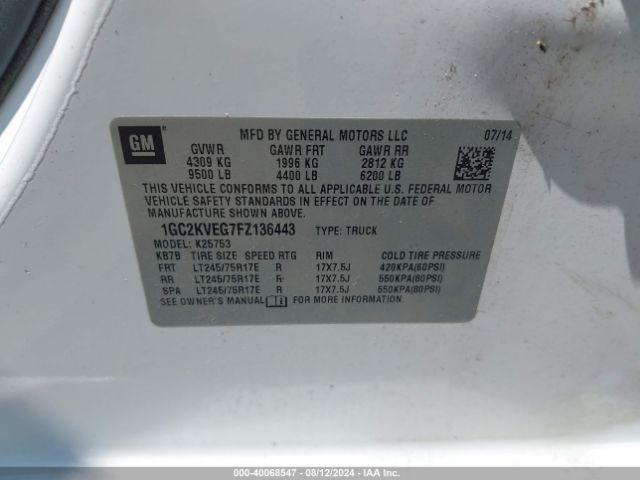 GM ® MFD BY GENERAL MOTORS LLC 07/14
GVWR GAWR FRT GAWR RR
4309 KG 1996 KG 2812 KG
9500 LB 4400 LB 6200 LB
THIS VEHICLE CONFORMS TO ALL APPLICABLE U.S. FEDERAL MOTOR
VEHICLE SAFETY STANDARDS IN EFFECT ON THE DATE OF
MANUFACTURE SHOWN ABOVE.
1GC2KVEG7FZ136443 TYPE: TRUCK
MODEL: K25753
KB7B TIRE SIZE SPEED RTG RIM COLD TIRE PRESSURE
FRT LT245/75R17E R 17X7.5J 420KPA(60PSI)
RR LT245/75R17E R 17X7.5J 550KPA(80PSI)
SPA LT245/75R17E R 17X7.5J 550KPA(80PSI)
SEE OWNER'S MANUAL FOR MORE INFORMATION.
000-40068547 - 08/12/2024 - IAA Inc.